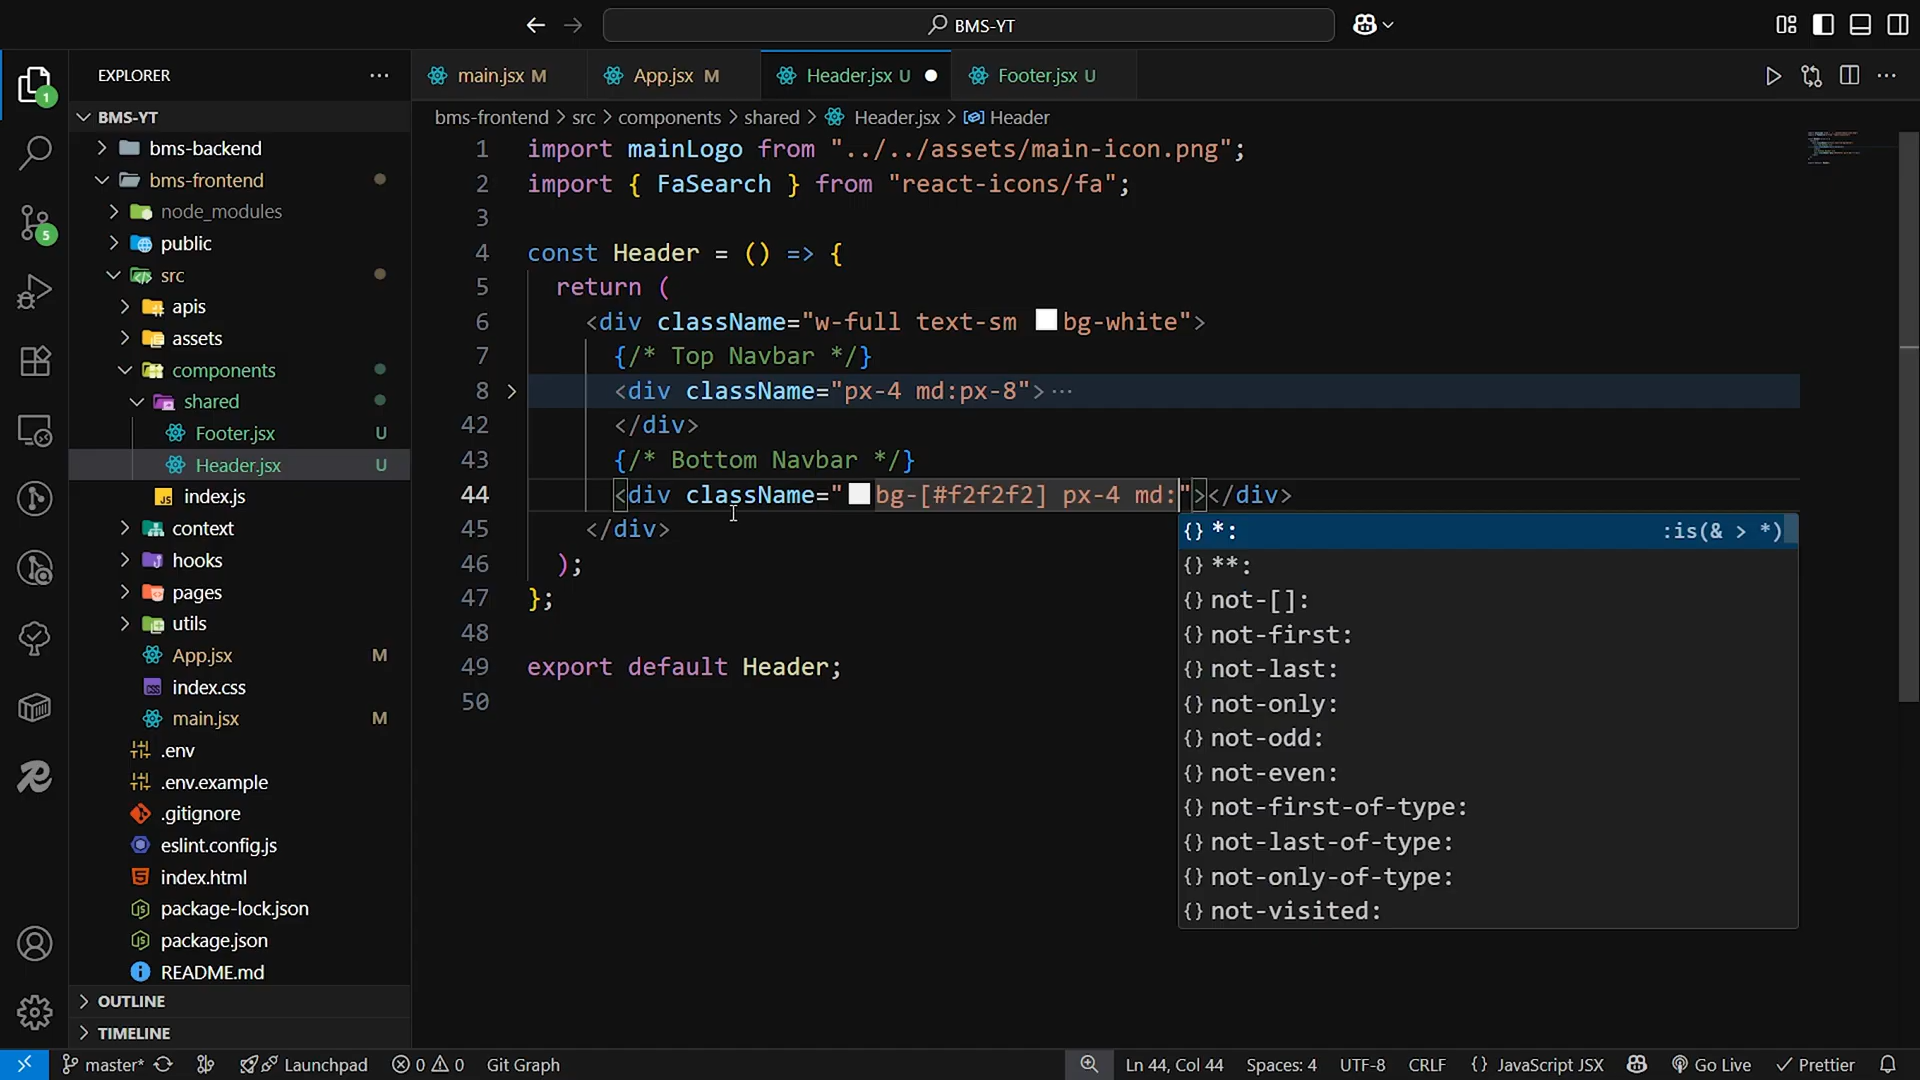 BMS-YT
EXPLORER
main.jsx M
App.jsx M
Header.jsx U
Footer.jsx U
BMS-YT
bms-frontend > src > components > shared > Header.jsx > Header
bms-backend
bms-frontend
node_modules
public
src
apis
assets
components
shared
Footer.jsx U
Header.jsx U
index.js
context
hooks
pages
utils
App.jsx M
index.css
main.jsx M
.env
.env.example
.gitignore
eslint.config.js
index.html
package-lock.json
package.json
README.md
OUTLINE
TIMELINE
1 import mainLogo from "../../assets/main-icon.png";
2 import { FaSearch } from "react-icons/fa";
3
4 const Header = () => {
5 return (
6 <div className="w-full text-sm bg-white">
7 {/* Top Navbar */}
8 <div className="px-4 md:px-8"> ···
42 </div>
43 {/* Bottom Navbar */}
44 <div className="bg-[#f2f2f2] px-4 md:"></div>
45 </div>
46 );
47 };
48
49 export default Header;
50
{} *: :is(& > *)
{} **:
{} not-[]:
{} not-first:
{} not-last:
{} not-only:
{} not-odd:
{} not-even:
{} not-first-of-type:
{} not-last-of-type:
{} not-only-of-type:
{} not-visited:
1
5
master* Launchpad 0 0 Git Graph Ln 44, Col 44 Spaces: 4 UTF-8 CRLF {} JavaScript JSX Go Live Prettier